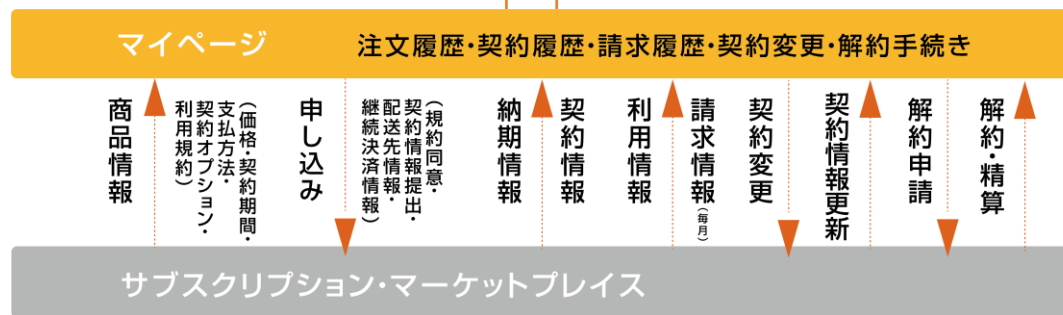 マイページ
注文履歴・契約履歴・請求履歴・契約変更・解約手続き
商品情報
(価格・契約期間・
支払方法・
契約オプション・
利用規約)
申し込み
(規約同意・
契約情報提出・
配送先情報・
継続決済情報)
納期情報
契約情報
利用情報
請求情報(毎月)
契約変更
契約情報更新
解約申請
解約・精算
サブスクリプション・マーケットプレイス